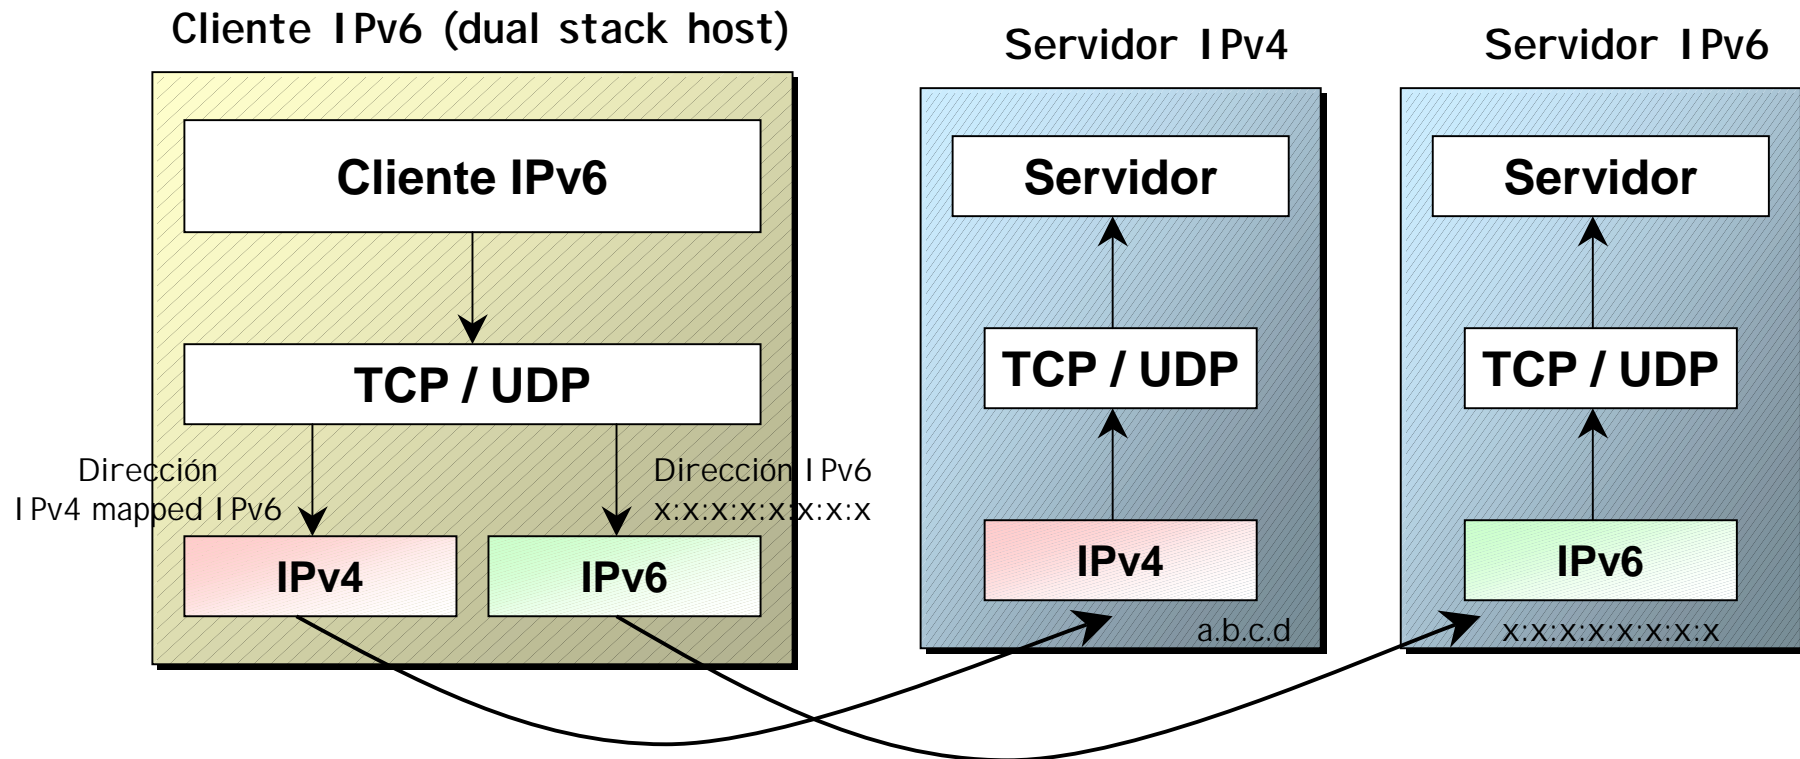 Cliente IPv6 (dual stack host)
Servidor IPv4
Servidor IPv6
Cliente IPv6
Servidor
Servidor
TCP / UDP
TCP / UDP
TCP / UDP
Dirección
IPv4 mapped IPv6
Dirección IPv6
x:x:x:x:x:x:x:x
IPv4
IPv6
IPv4
IPv6
a.b.c.d
x:x:x:x:x:x:x:x